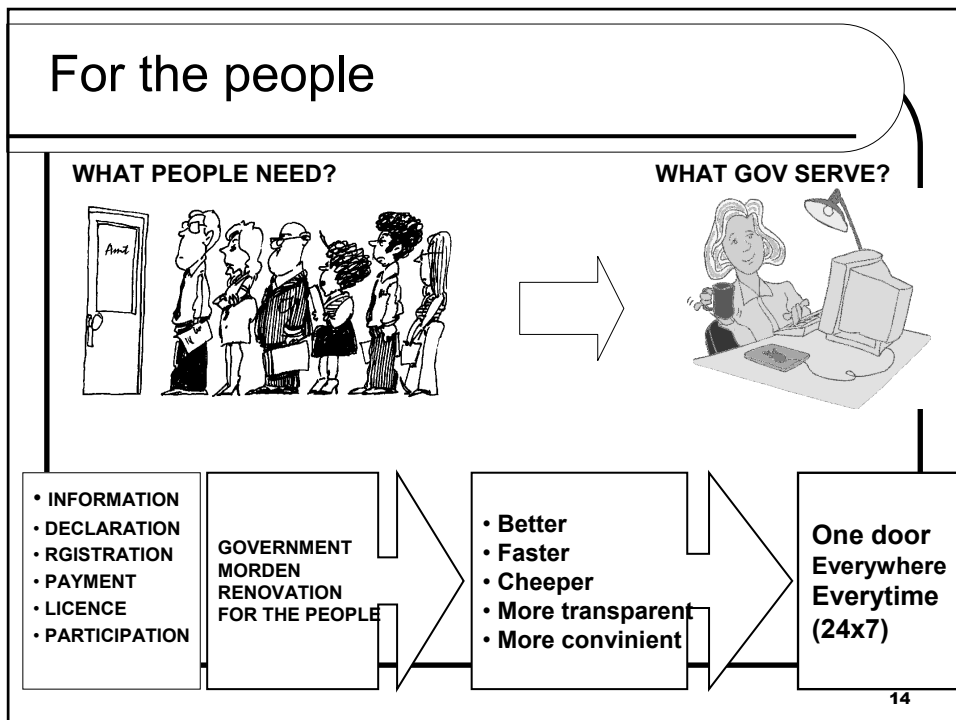 For the people
WHAT PEOPLE NEED?
WHAT GOV SERVE?
Amt
• INFORMATION
• DECLARATION
• RGISTRATION
• PAYMENT
• LICENCE
• PARTICIPATION
GOVERNMENT
MORDEN
RENOVATION
FOR THE PEOPLE
• Better
• Faster
• Cheeper
• More transparent
• More convinient
One door
Everywhere
Everytime
(24x7)
14